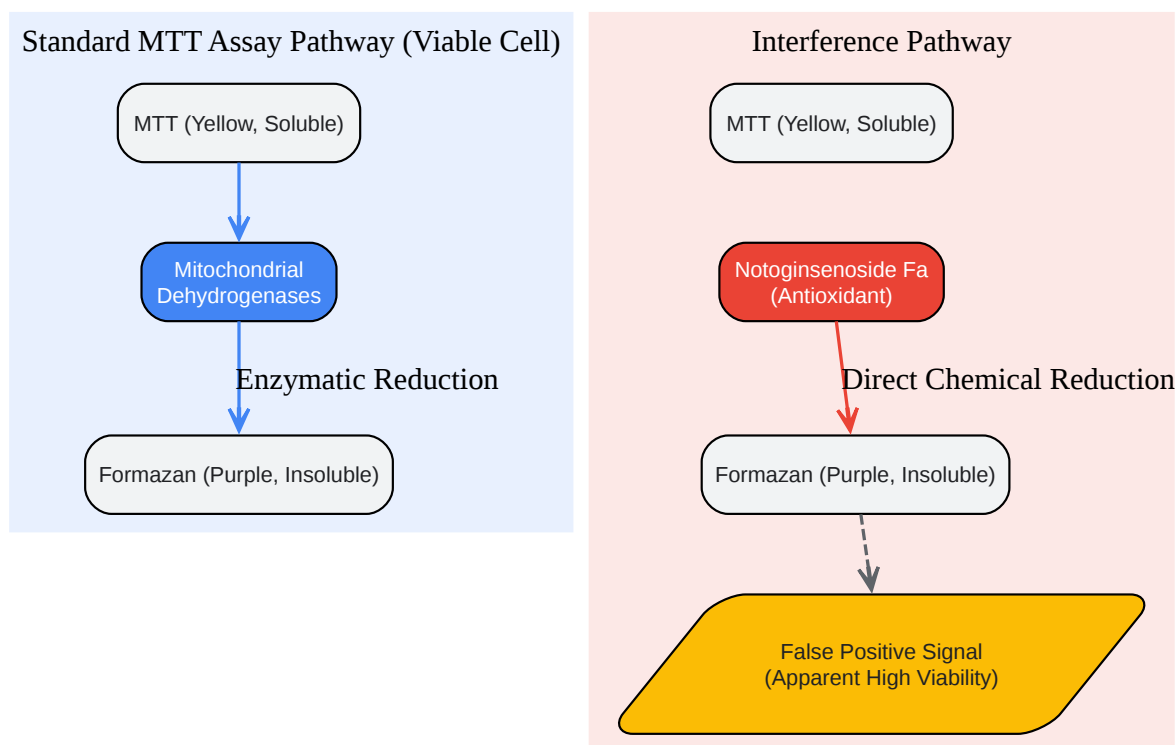 Standard MTT Assay Pathway (Viable Cell)
MTT (Yellow, Soluble)
Mitochondrial
Dehydrogenases
Enzymatic Reduction
Formazan (Purple, Insoluble)
Interference Pathway
MTT (Yellow, Soluble)
Notoginsenoside Fa
(Antioxidant)
Direct Chemical Reduction
Formazan (Purple, Insoluble)
False Positive Signal
(Apparent High Viability)